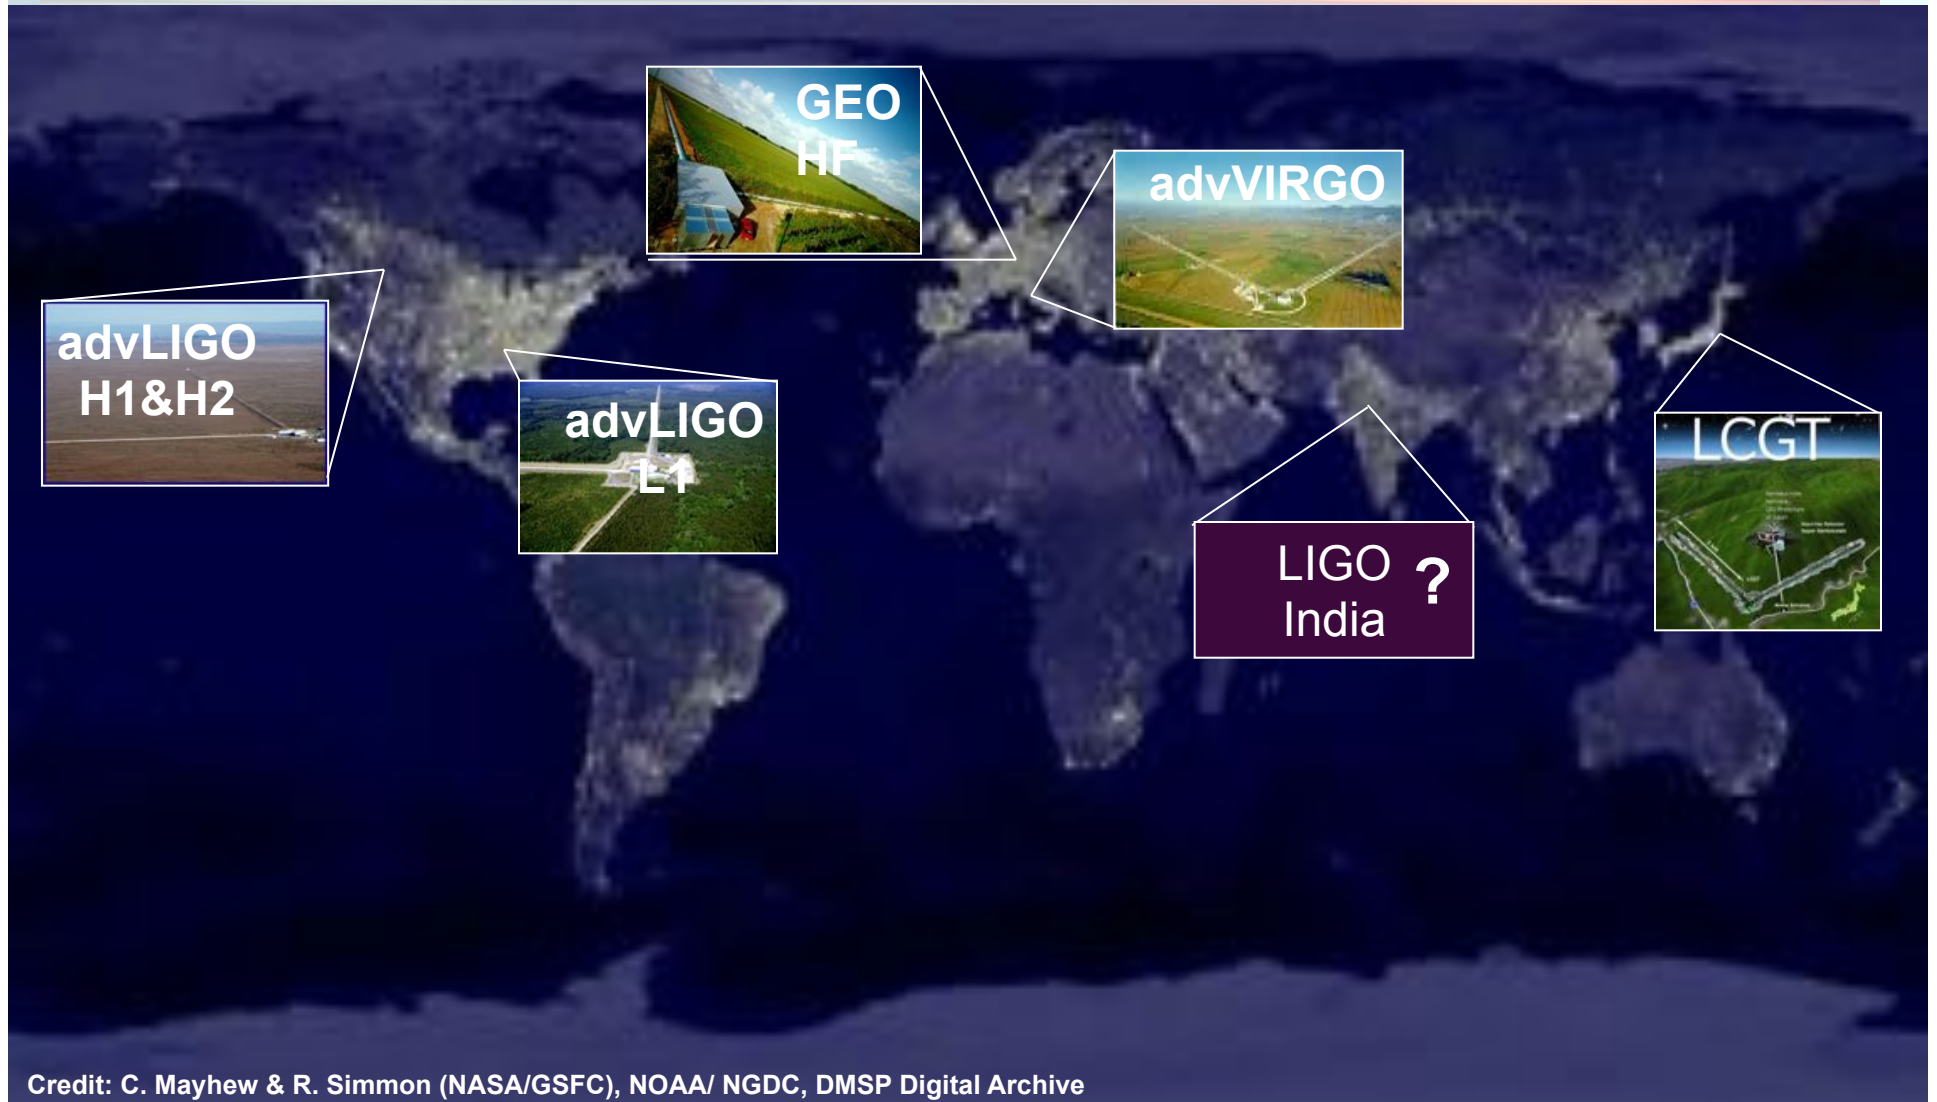 GEO
HF
advVIRGO
advLIGO
H1&H2
advLIGO
L1
LCGT
LIGO ?
India
Credit: C. Mayhew & R. Simmon (NASA/GSFC), NOAA/ NGDC, DMSP Digital Archive